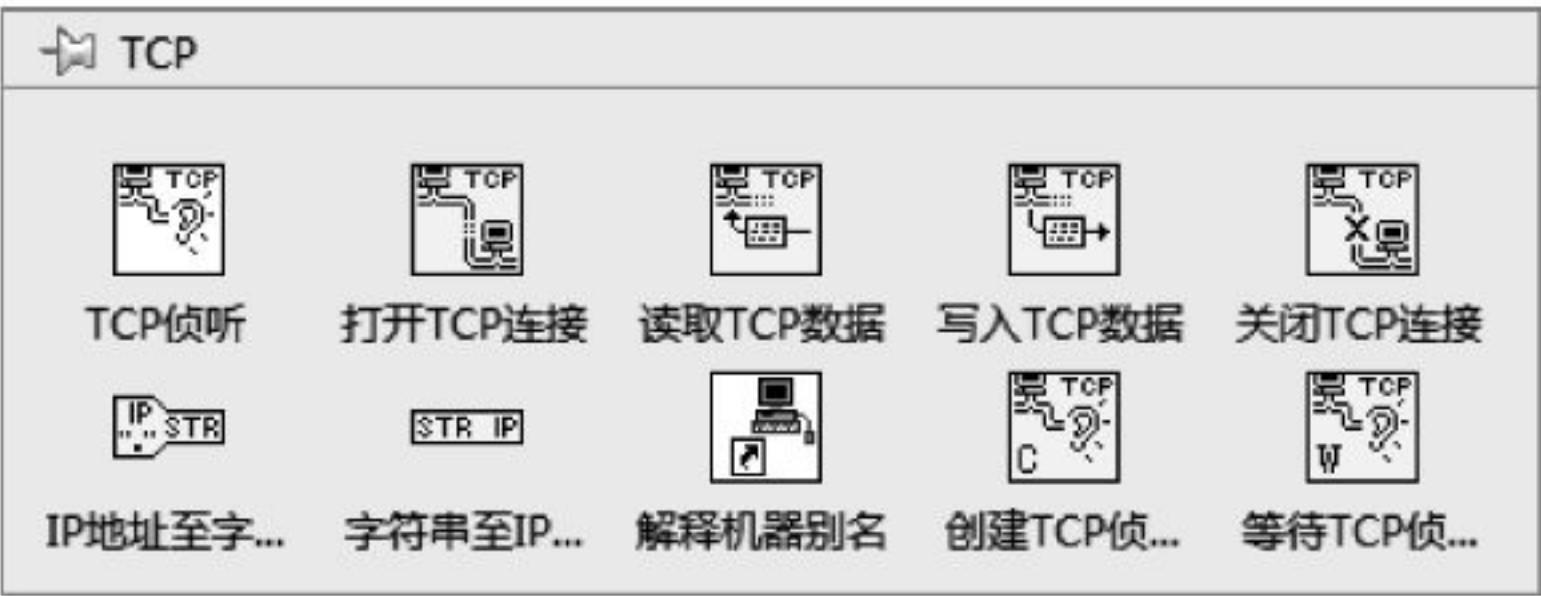 TCP
TCP TCP TCP TCP TCP
TCP侦听 打开TCP连接 读取TCP数据 写入TCP数据 关闭TCP连接
IP STR STR IP C TCP W TCP
IP地址至字... 字符串至IP... 解释机器别名 创建TCP侦... 等待TCP侦...